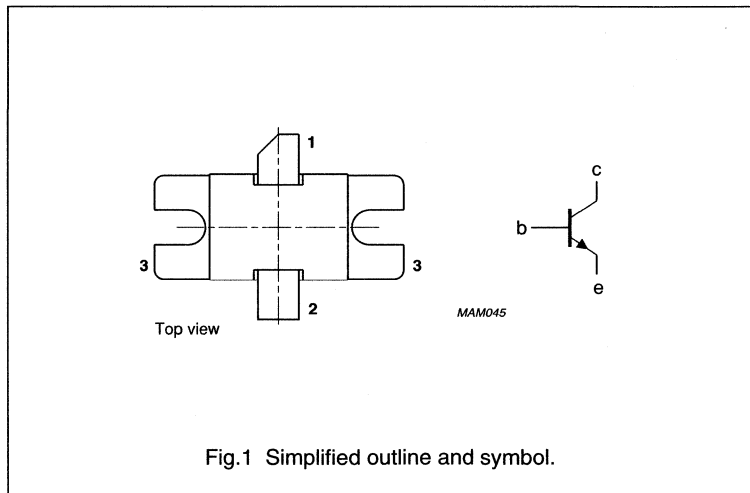 1
c
b
3
3
e
2
MAM045
Top view
Fig.1 Simplified outline and symbol.